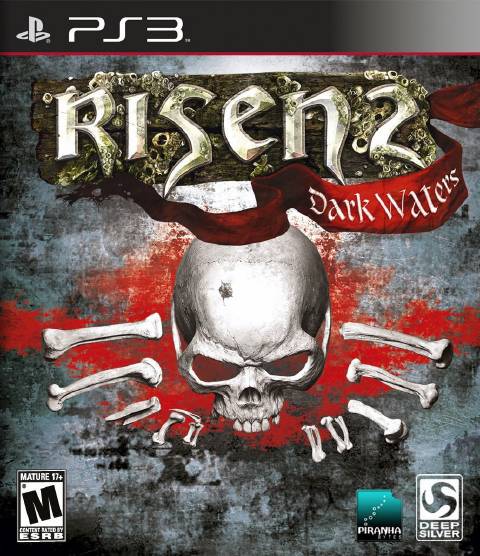 PS3
RISEN2
Dark Waters
MATURE 17+
M
CONTENT RATED BY
ESRB
PIRANHA
BYTES
DEEP
SILVER